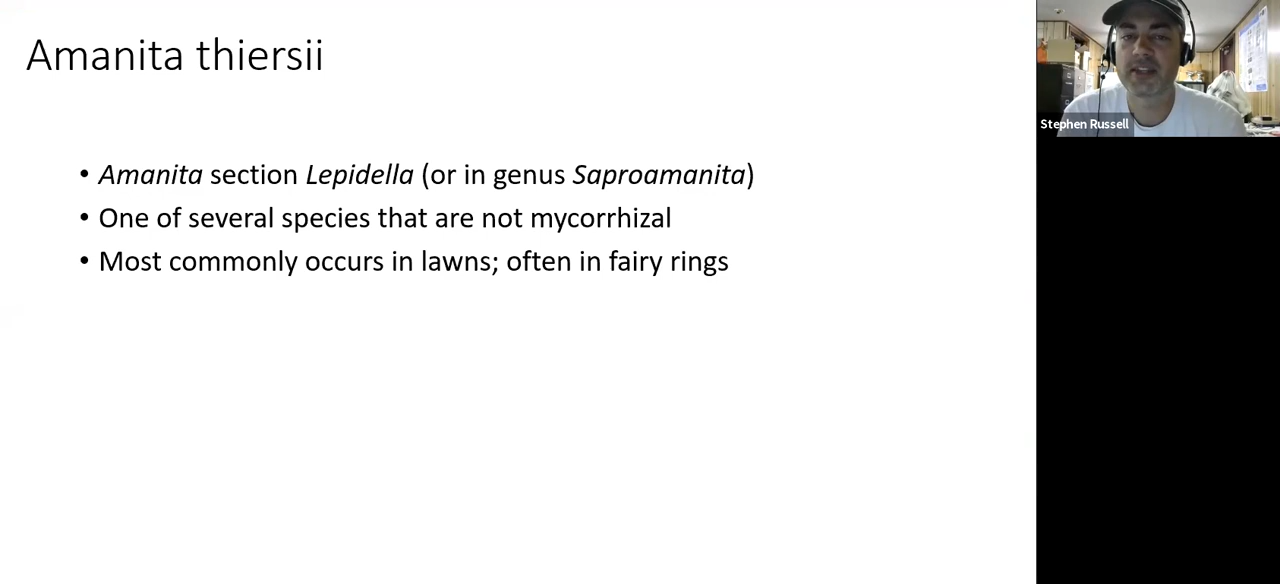 Amanita thiersii
Stephen Russell
• Amanita section Lepidella (or in genus Saproamanita)
• One of several species that are not mycorrhizal
• Most commonly occurs in lawns; often in fairy rings